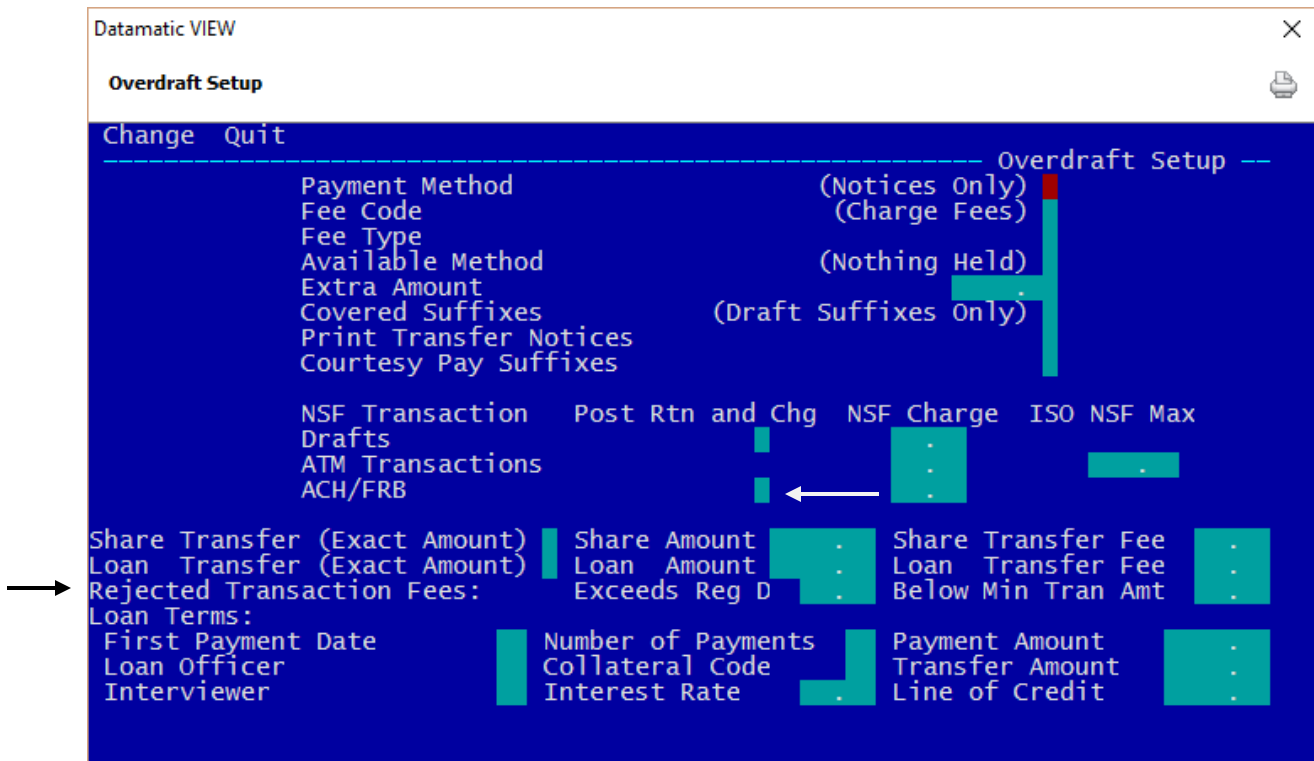 Datamatic VIEW
Overdraft Setup
Change Quit
Overdraft Setup
Payment Method (Notices Only)
Fee Code (Charge Fees)
Fee Type
Available Method (Nothing Held)
Extra Amount .
Covered Suffixes (Draft Suffixes Only)
Print Transfer Notices
Courtesy Pay Suffixes
NSF Transaction Post Rtn and Chg NSF Charge ISO NSF Max
Drafts .
ATM Transactions . .
ACH/FRB .
Share Transfer (Exact Amount) Share Amount . Share Transfer Fee .
Loan Transfer (Exact Amount) Loan Amount . Loan Transfer Fee .
Rejected Transaction Fees: Exceeds Reg D . Below Min Tran Amt .
Loan Terms:
First Payment Date Number of Payments Payment Amount .
Loan Officer Collateral Code Transfer Amount .
Interviewer Interest Rate . Line of Credit .